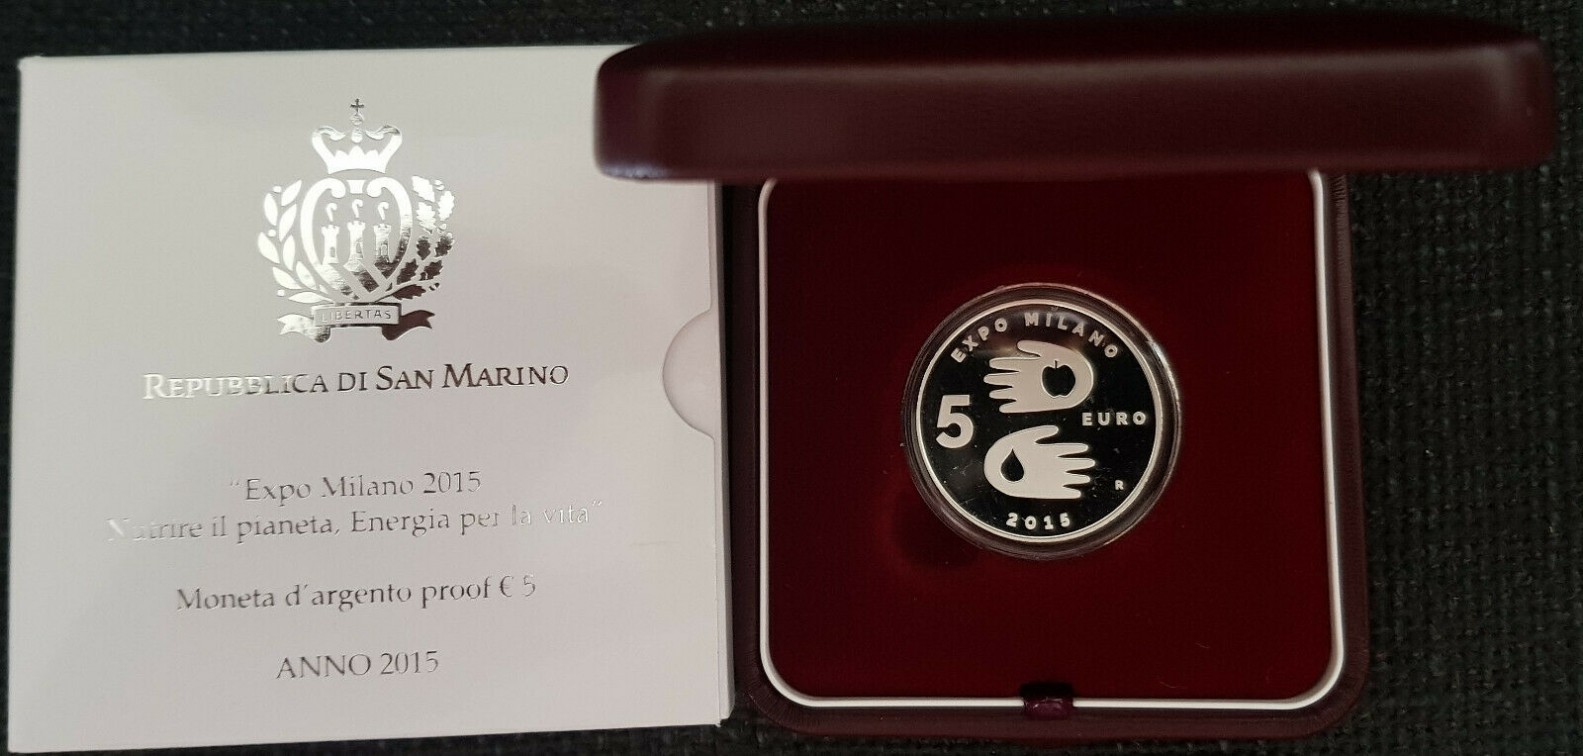 LIBERTAS
REPUBBLICA DI SAN MARINO
"Expo Milano 2015
Nutrire il pianeta, Energia per la vita"
Moneta d'argento proof € 5
ANNO 2015
EXPO MILANO
5 EURO
R
2015